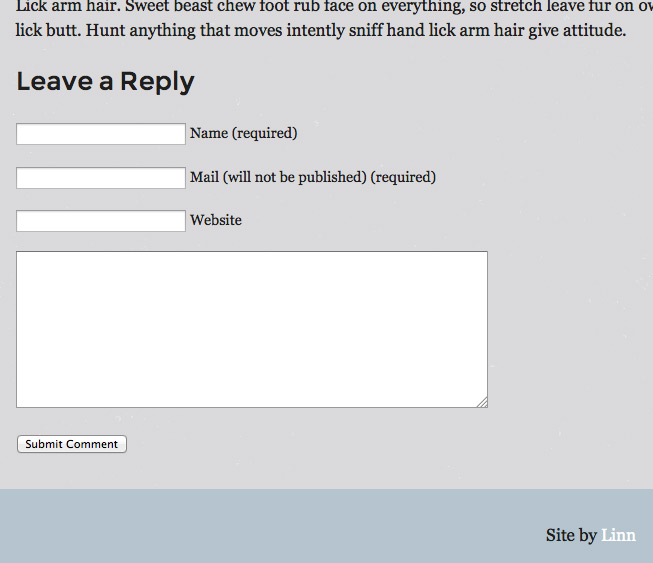 Lick arm hair. Sweet beast chew foot rub face on everything, so stretch leave fur on
lick butt. Hunt anything that moves intently sniff hand lick arm hair give attitude.
Leave a Reply
Name (required)
Mail (will not be published) (required)
Website
Submit Comment
Site by Linn